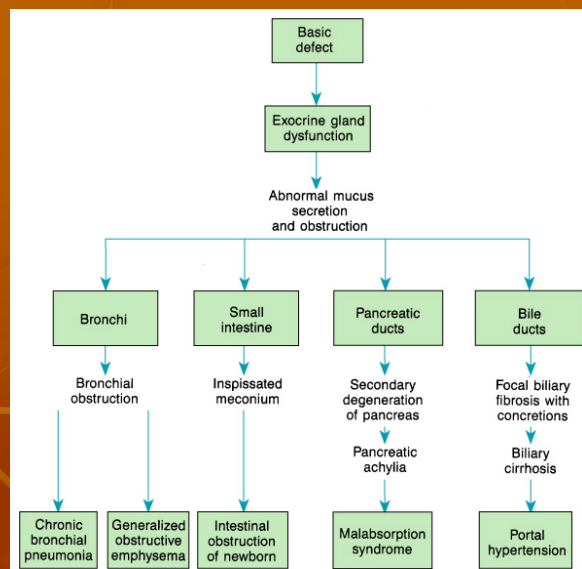 Basic
defect
Exocrine gland
dysfunction
Abnormal mucus
secretion
and obstruction
Bronchi
Small
intestine
Pancreatic
ducts
Bile
ducts
Bronchial
obstruction
Inspissated
meconium
Secondary
degeneration
of pancreas
Focal biliary
fibrosis with
concretions
Pancreatic
achylia
Biliary
cirrhosis
Chronic
bronchial
pneumonia
Generalized
obstructive
emphysema
Intestinal
obstruction
of newborn
Malabsorption
syndrome
Portal
hypertension